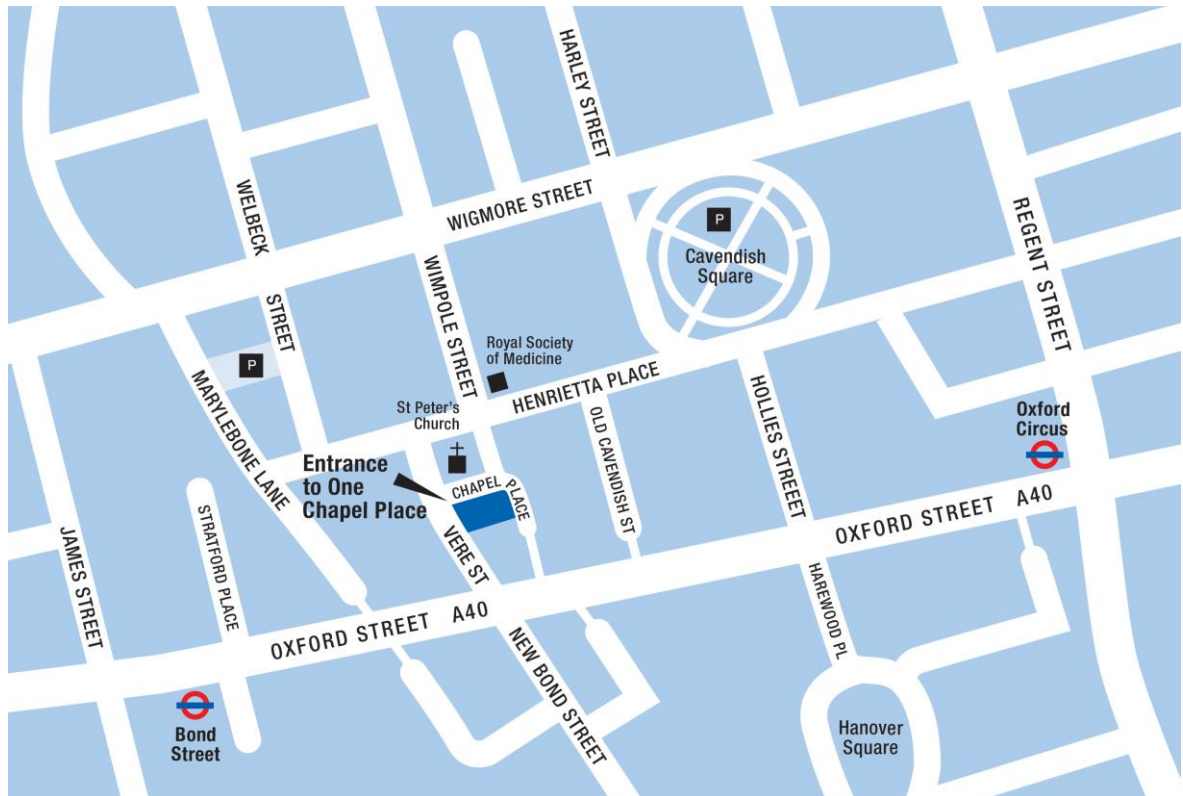 HARLEY STREET
WIGMORE STREET
WELBECK
STREET
WIMPOLE STREET
P
Cavendish
Square
REGENT STREET
Royal Society
of Medicine
P
MARYLEBONE LANE
HENRIETTA PLACE
HOLLIES STREEET
OLD CAVENDISH ST
St Peter's
Church
Oxford
Circus
Entrance
to One
Chapel Place
CHAPEL
PLACE
VERE ST
STRATFORD PLACE
JAMES STREET
OXFORD STREET A40
OXFORD STREET A40
HAREWOOD PL
NEW BOND STREET
Bond
Street
Hanover
Square